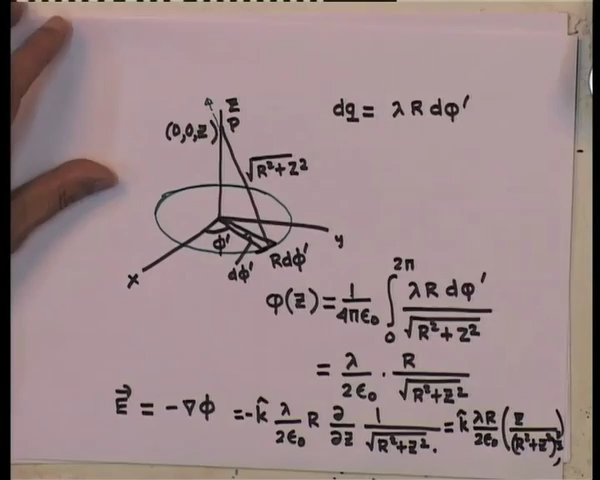 z
(0,0,z) P
dq = λ R dφ'
√R²+z²
y
φ'
dφ'
Rdφ'
x
φ(z) = 1/4πε₀ ∫₀^2π λ R dφ' / √R²+z²
= λ/2ε₀ · R/√R²+z²
E⃗ = -∇φ = -k̂ λ/2ε₀ R ∂/∂z 1/√R²+z². = k̂ λR/2ε₀ (z/(R²+z²)^3/2)